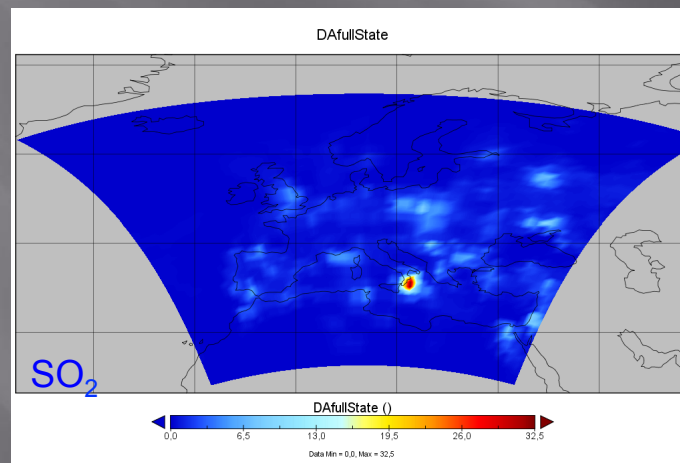 DAfullState
SO₂
DAfullState ()
0,0 6,5 13,0 19,5 26,0 32,5
Data Min = 0,0, Max = 32,5